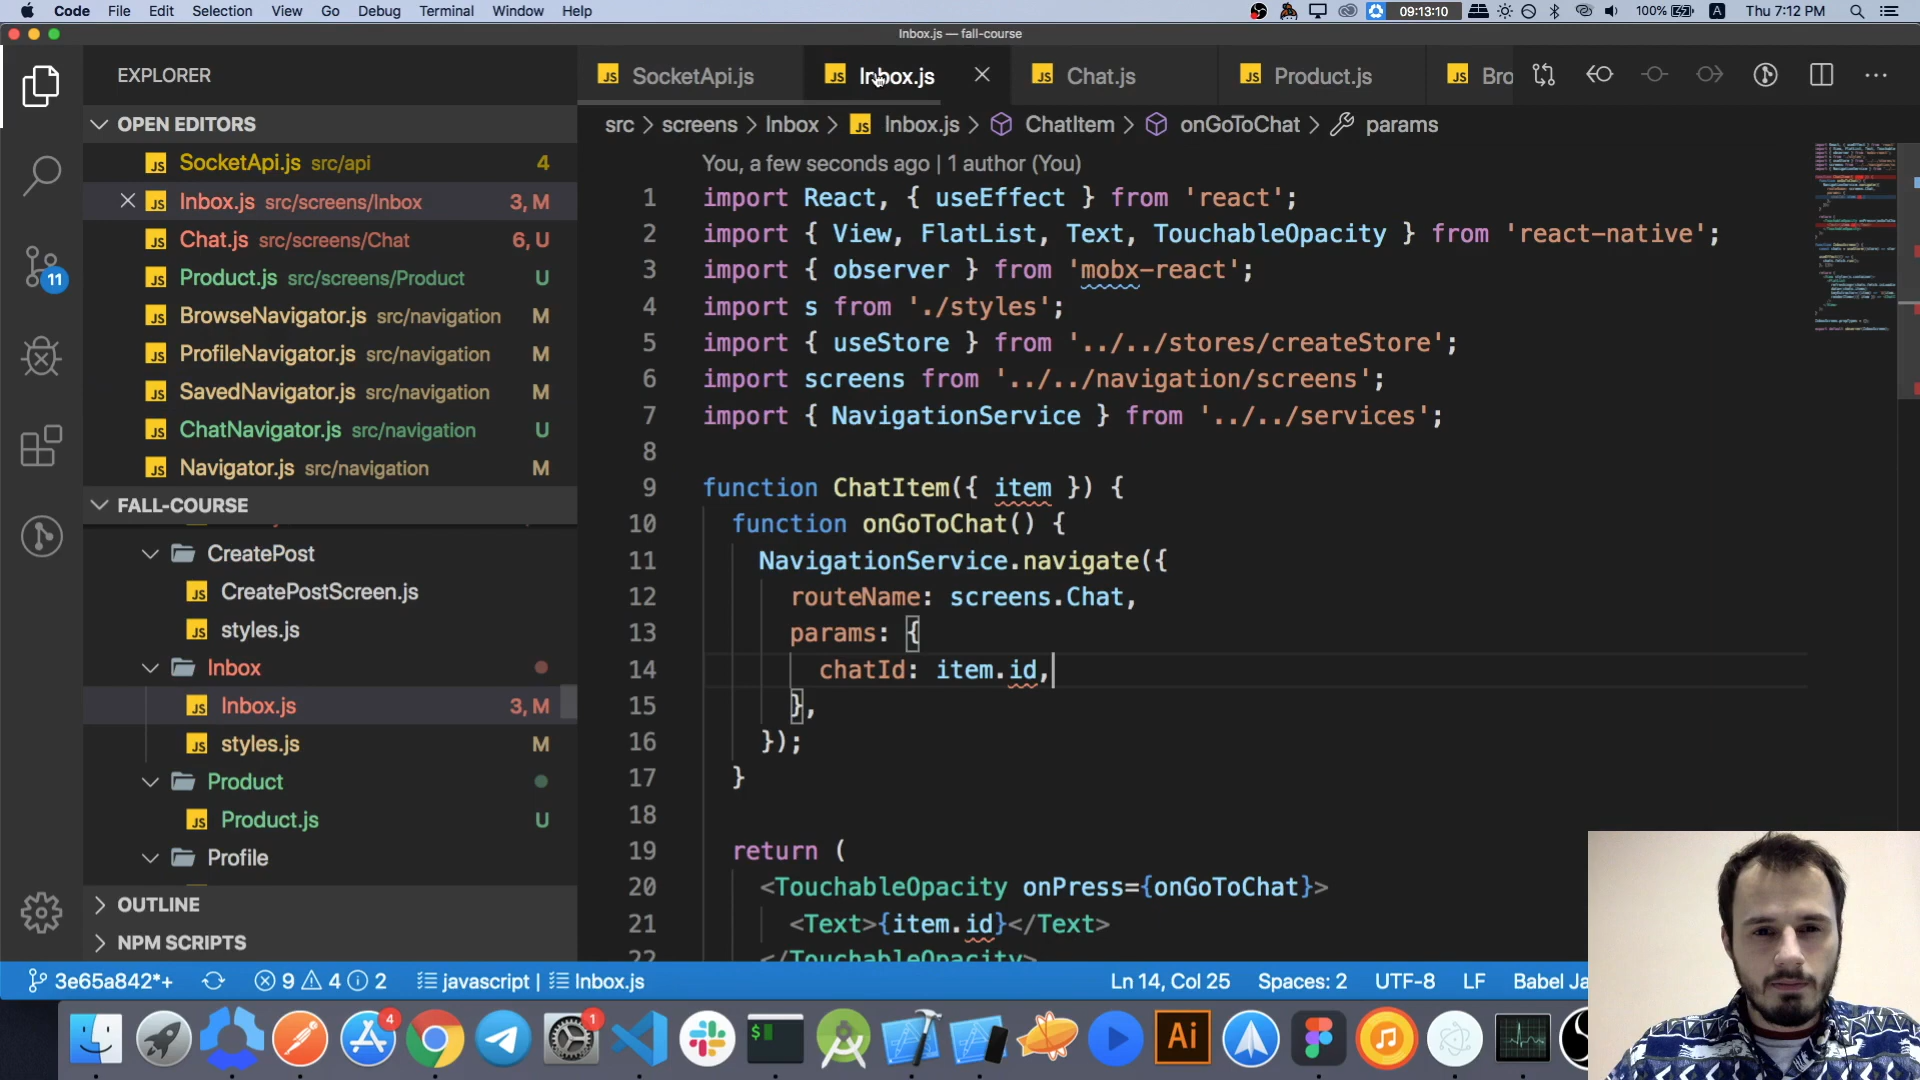 Code File Edit Selection View Go Debug Terminal Window Help
09:13:10 100% A Thu 7:12 PM
Inbox.js — fall-course
EXPLORER
OPEN EDITORS
SocketApi.js src/api 4
Inbox.js src/screens/Inbox 3, M
Chat.js src/screens/Chat 6, U
Product.js src/screens/Product U
BrowseNavigator.js src/navigation M
ProfileNavigator.js src/navigation M
SavedNavigator.js src/navigation M
ChatNavigator.js src/navigation U
Navigator.js src/navigation M
11
FALL-COURSE
CreatePost
CreatePostScreen.js
styles.js
Inbox
Inbox.js 3, M
styles.js M
Product
Product.js U
Profile
OUTLINE
NPM SCRIPTS
SocketApi.js Inbox.js Chat.js Product.js Bro
src > screens > Inbox > Inbox.js > ChatItem > onGoToChat > params
You, a few seconds ago | 1 author (You)
1 import React, { useEffect } from 'react';
2 import { View, FlatList, Text, TouchableOpacity } from 'react-native';
3 import { observer } from 'mobx-react';
4 import s from './styles';
5 import { useStore } from '../../stores/createStore';
6 import screens from '../../navigation/screens';
7 import { NavigationService } from '../../services';
8
9 function ChatItem({ item }) {
10 function onGoToChat() {
11 NavigationService.navigate({
12 routeName: screens.Chat,
13 params: {
14 chatId: item.id,
15 },
16 });
17 }
18
19 return (
20 <TouchableOpacity onPress={onGoToChat}>
21 <Text>{item.id}</Text>
22 </TouchableOpacity>
3e65a842*+ 9 4 2 javascript | Inbox.js Ln 14, Col 25 Spaces: 2 UTF-8 LF Babel Ja
4 1 $ Ai